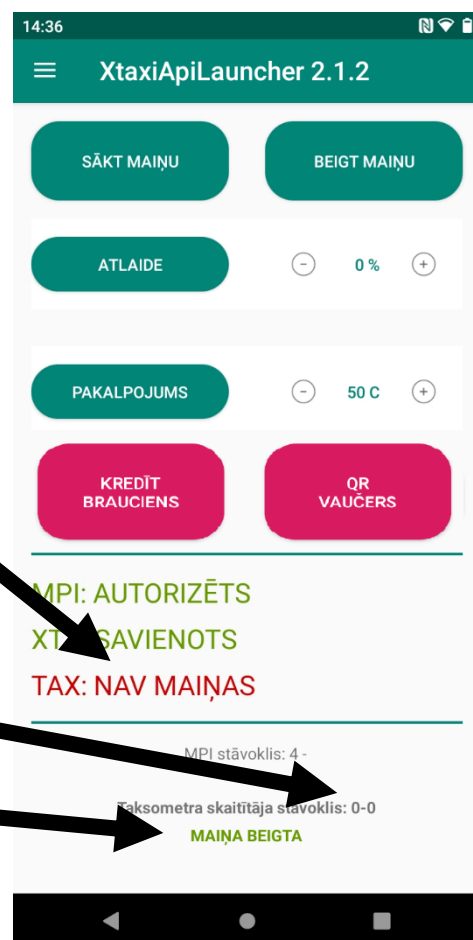 14:36
XtaxiApiLauncher 2.1.2
SĀKT MAIŅU
BEIGT MAIŅU
ATLAIDE
- 0 % +
PAKALPOJUMS
- 50 C +
KREDĪT
BRAUCIENS
QR
VAUČERS
MPI: AUTORIZĒTS
SAVIENOTS
TAX: NAV MAIŅAS
MPI stāvoklis: 4 -
Taksometra skaitītāja stāvoklis: 0-0
MAIŅA BEIGTA